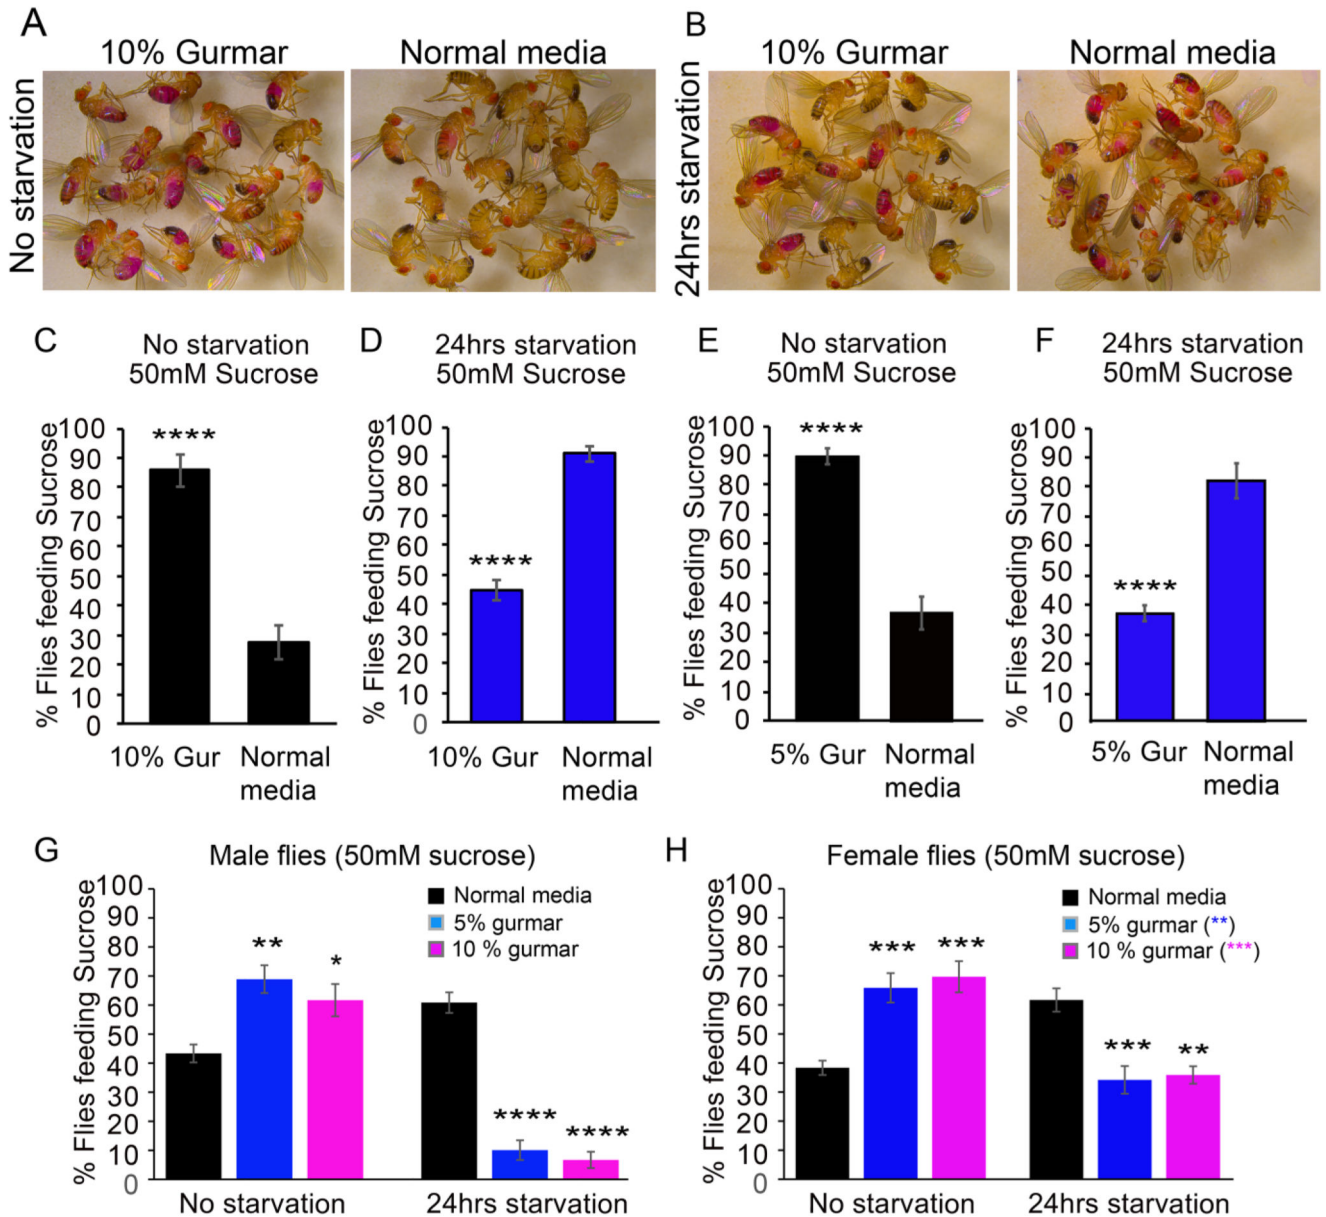 A
10% Gurmar
Normal media
No starvation
B
10% Gurmar
Normal media
24hrs starvation
C
No starvation
50mM Sucrose
% Flies feeding Sucrose
100
90
80
70
60
50
40
30
20
10
0
****
10% Gur
Normal
media
D
24hrs starvation
50mM Sucrose
% Flies feeding Sucrose
100
90
80
70
60
50
40
30
20
10
0
****
10% Gur
Normal
media
E
No starvation
50mM Sucrose
% Flies feeding Sucrose
100
90
80
70
60
50
40
30
20
10
0
****
5% Gur
Normal
media
F
24hrs starvation
50mM Sucrose
% Flies feeding Sucrose
100
90
80
70
60
50
40
30
20
10
0
****
5% Gur
Normal
media
G
Male flies (50mM sucrose)
% Flies feeding Sucrose
100
90
80
70
60
50
40
30
20
10
0
Normal media
5% gurmar
10 % gurmar
**
*
****
****
No starvation
24hrs starvation
H
Female flies (50mM sucrose)
% Flies feeding Sucrose
100
90
80
70
60
50
40
30
20
10
0
Normal media
5% gurmar (**)
10 % gurmar (***)
***
***
***
**
No starvation
24hrs starvation